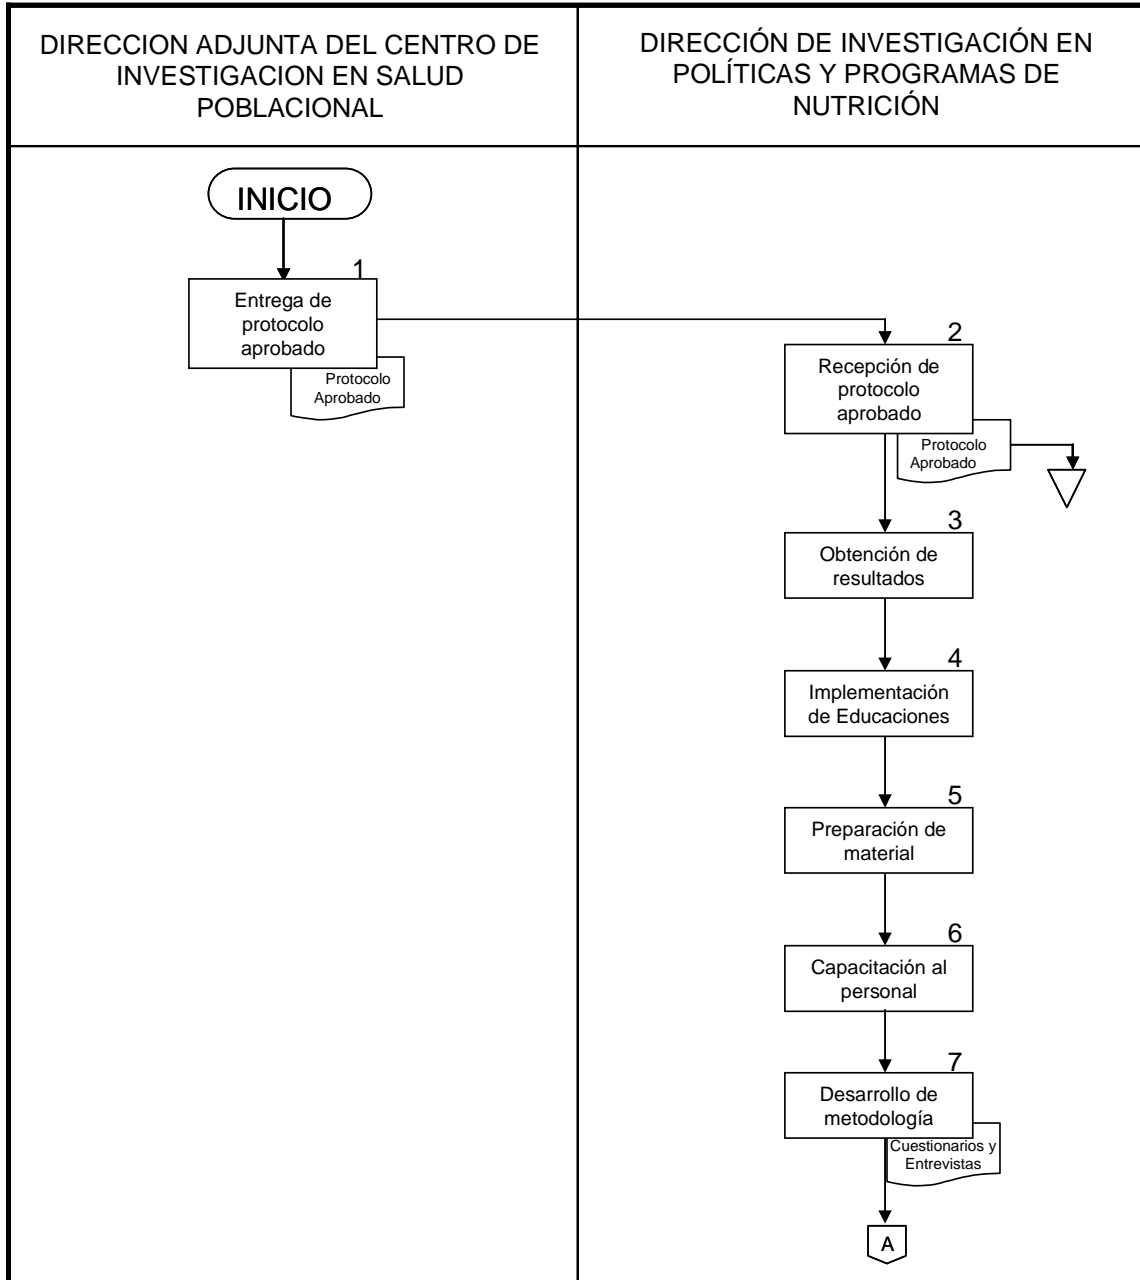 DIRECCION ADJUNTA DEL CENTRO DE
INVESTIGACION EN SALUD
POBLACIONAL
DIRECCIÓN DE INVESTIGACIÓN EN
POLÍTICAS Y PROGRAMAS DE
NUTRICIÓN
INICIO
1
Entrega de
protocolo
aprobado
Protocolo
Aprobado
2
Recepción de
protocolo
aprobado
Protocolo
Aprobado
3
Obtención de
resultados
4
Implementación
de Educaciones
5
Preparación de
material
6
Capacitación al
personal
7
Desarrollo de
metodología
Cuestionarios y
Entrevistas
A